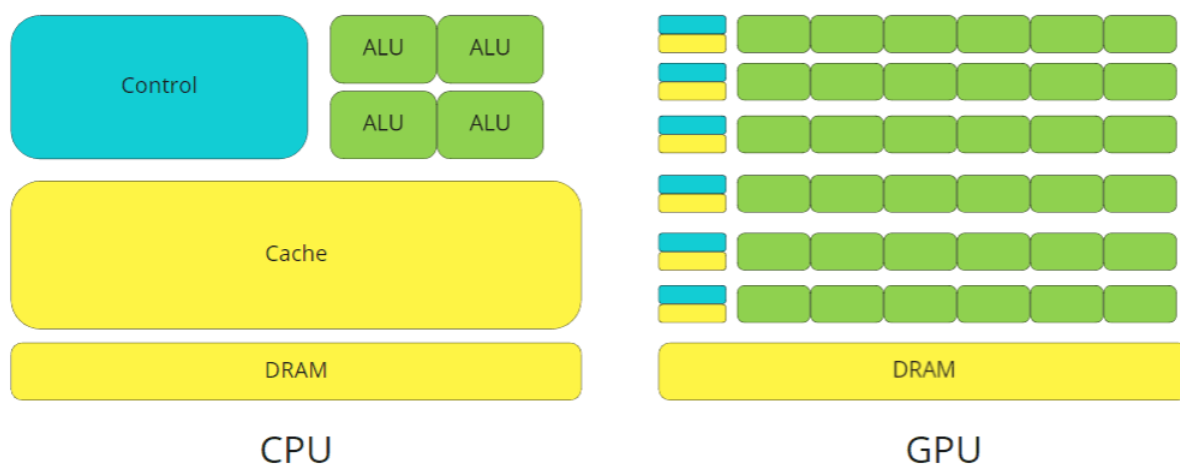 Control
ALU ALU
ALU ALU
Cache
DRAM
CPU
DRAM
GPU